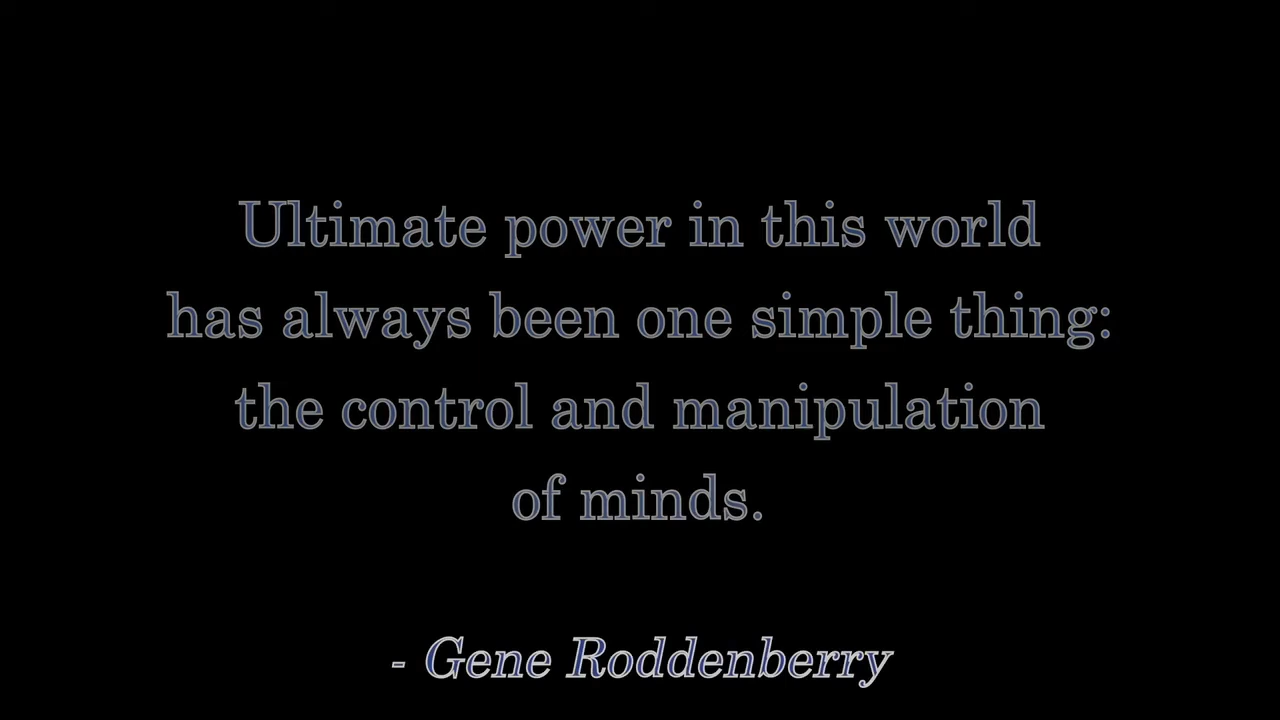 Ultimate power in this world
has always been one simple thing:
the control and manipulation
of minds.
- Gene Roddenberry